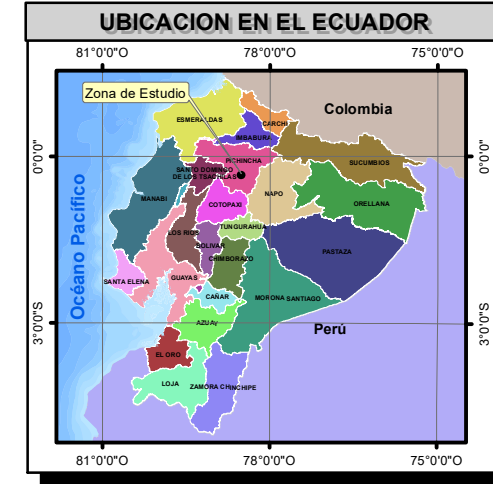 UBICACION EN EL ECUADOR
81°0'0"O 78°0'0"O 75°0'0"O
Zona de Estudio
Colombia
ESMERALDAS
CARCHI
IMBABURA
0°0'0" 0°0'0"
PICHINCHA
SUCUMBIOS
SANTO DOMINGO
DE LOS TSACHILAS
NAPO
MANABI
COTOPAXI
ORELLANA
Océano Pacífico
TUNGURAHUA
LOS RIOS
BOLIVAR
PASTAZA
CHIMBORAZO
SANTA ELENA
GUAYAS
CAÑAR
MORONA SANTIAGO
3°0'0"S 3°0'0"S
AZUAY
Perú
EL ORO
LOJA
ZAMORA CHINCHIPE
81°0'0"O 78°0'0"O 75°0'0"O